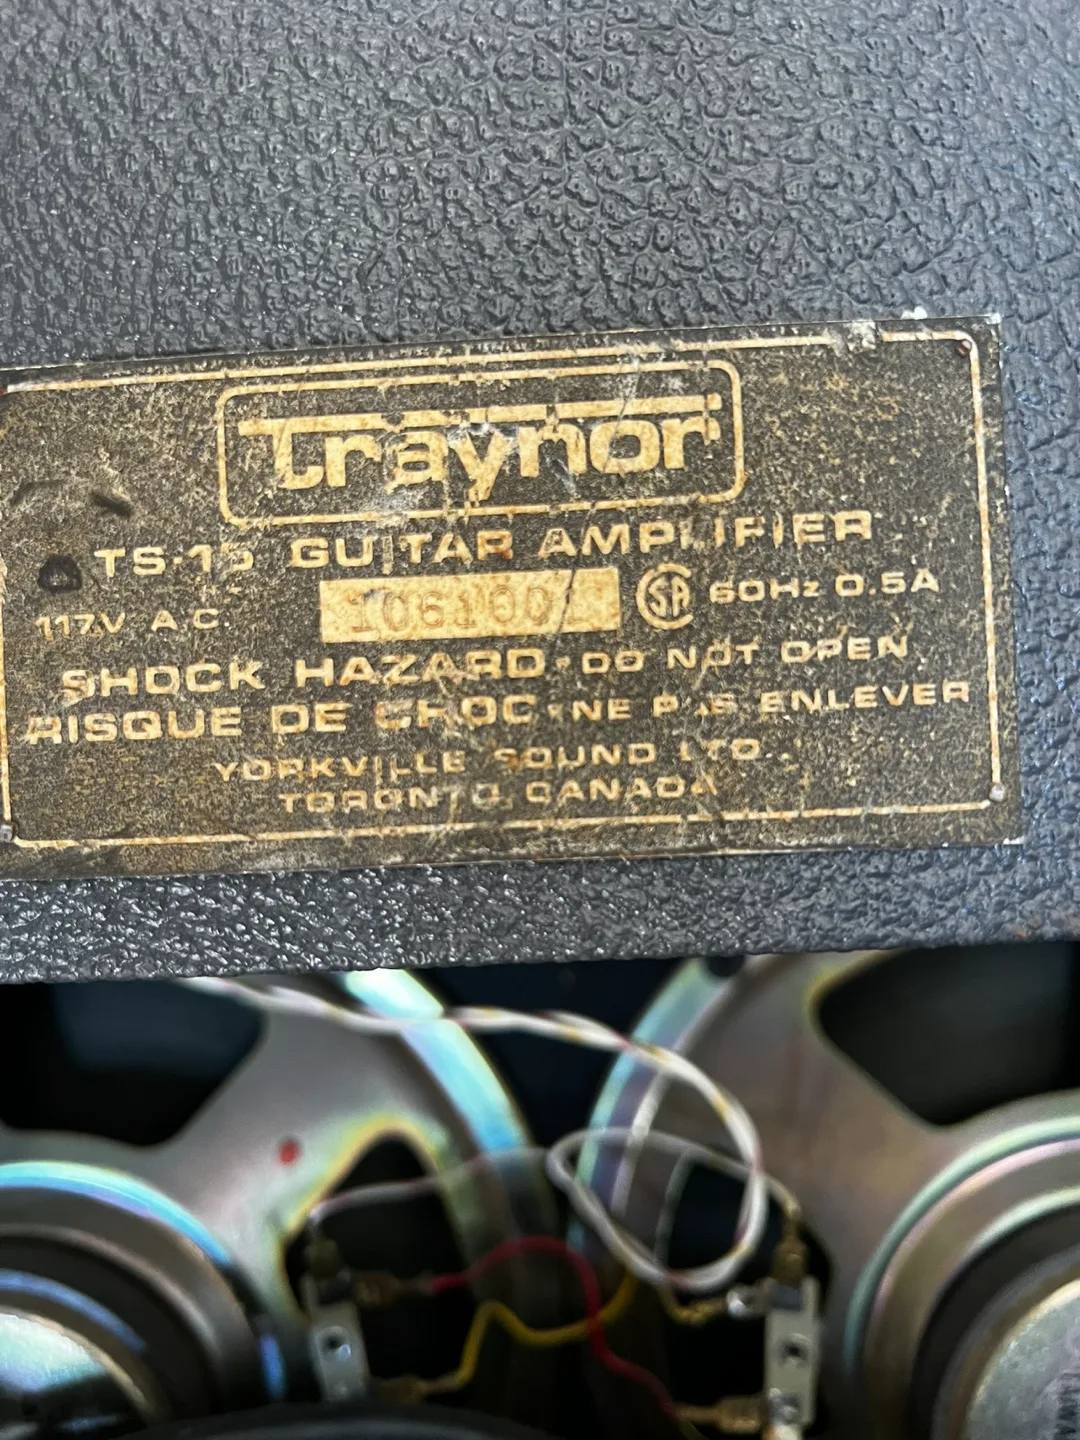 Traynor
TS-15 GUITAR AMPLIFIER
117V A.C. SA 60Hz 0.5A
SHOCK HAZARD·DO NOT OPEN
RISQUE DE CHOC·NE PAS ENLEVER
YORKVILLE SOUND LTD.
TORONTO, CANADA